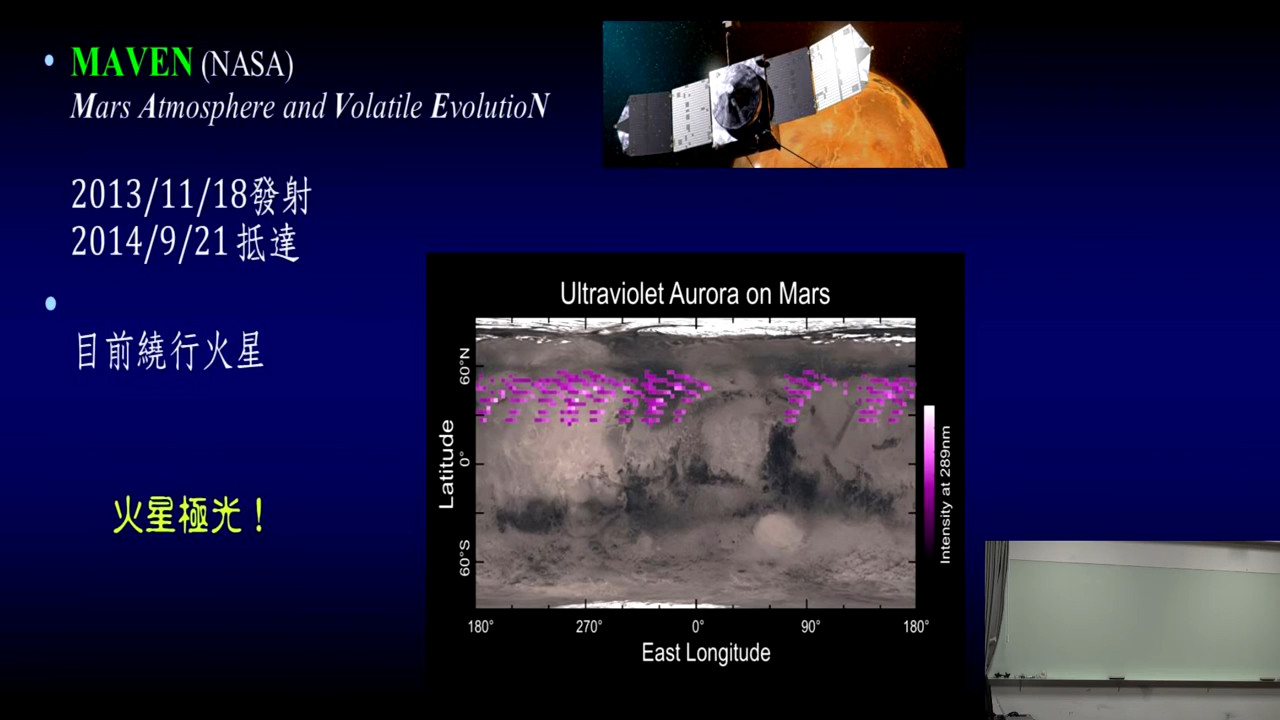 MAVEN (NASA)
Mars Atmosphere and Volatile EvolutioN
2013/11/18發射
2014/9/21抵達
目前繞行火星
火星極光！
Ultraviolet Aurora on Mars
60°N
0°
60°S
Latitude
180°
270°
0°
90°
180°
East Longitude
Intensity at 289nm